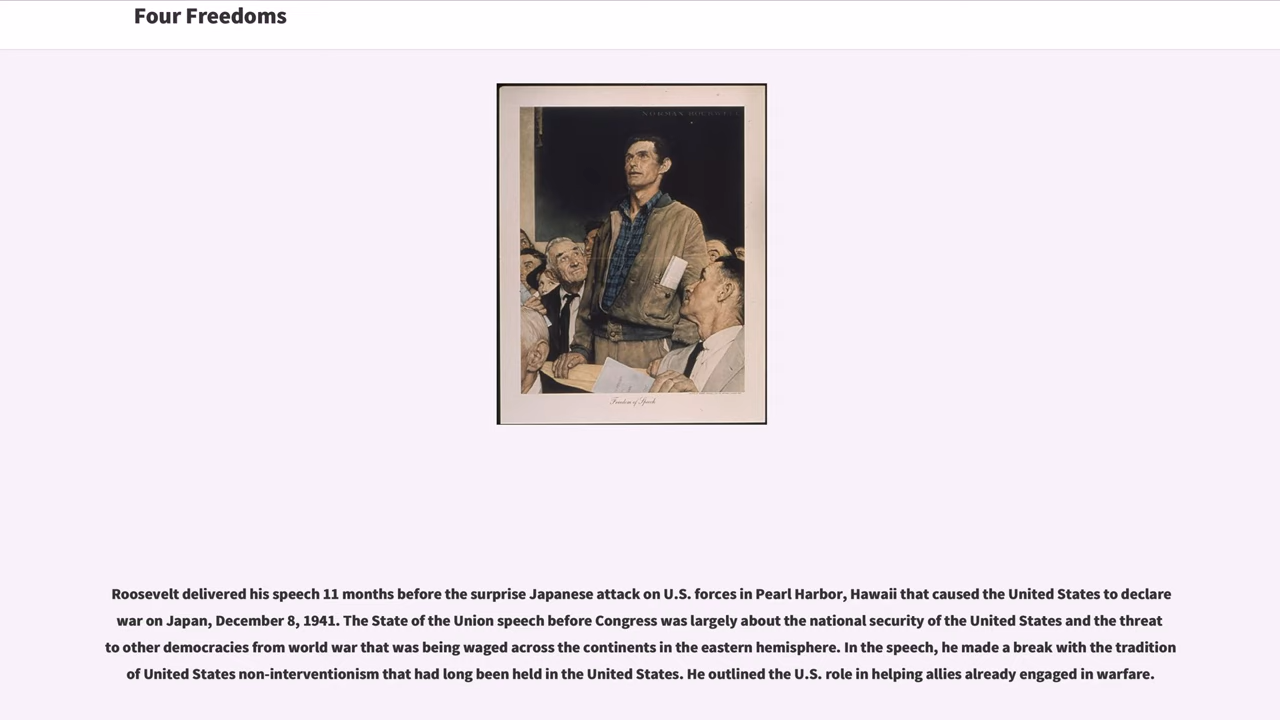 Four Freedoms
NORMAN ROCKWELL
Freedom of Speech
Roosevelt delivered his speech 11 months before the surprise Japanese attack on U.S. forces in Pearl Harbor, Hawaii that caused the United States to declare
war on Japan, December 8, 1941. The State of the Union speech before Congress was largely about the national security of the United States and the threat
to other democracies from world war that was being waged across the continents in the eastern hemisphere. In the speech, he made a break with the tradition
of United States non-interventionism that had long been held in the United States. He outlined the U.S. role in helping allies already engaged in warfare.